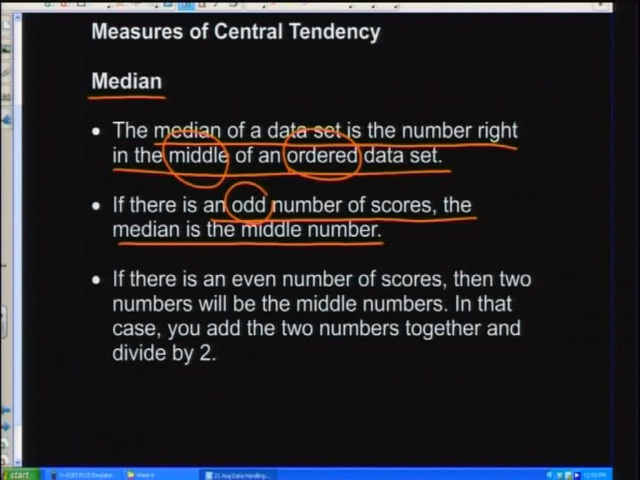 Measures of Central Tendency
Median
• The median of a data set is the number right
in the middle of an ordered data set.
• If there is an odd number of scores, the
median is the middle number.
• If there is an even number of scores, then two
numbers will be the middle numbers. In that
case, you add the two numbers together and
divide by 2.
start